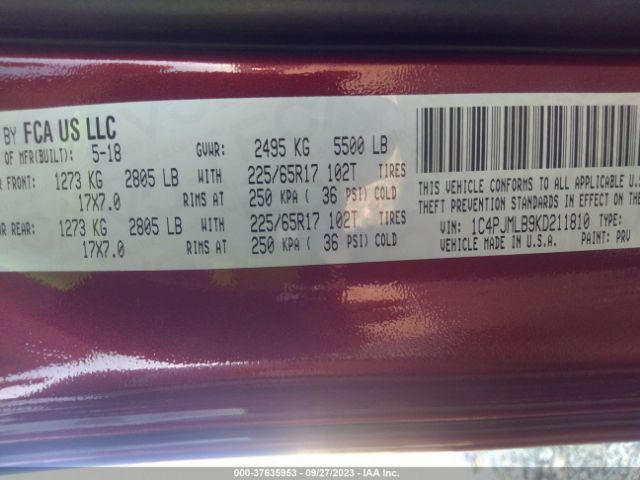 BY FCA US LLC
OF MFR(BUILT): 5-18 GVWR: 2495 KG 5500 LB
FRONT: 1273 KG 2805 LB WITH 225/65R17 102T TIRES
17X7.0 RIMS AT 250 KPA ( 36 PSI) COLD
REAR: 1273 KG 2805 LB WITH 225/65R17 102T TIRES
17X7.0 RIMS AT 250 KPA ( 36 PSI) COLD
THIS VEHICLE CONFORMS TO ALL APPLICABLE
THEFT PREVENTION STANDARDS IN EFFECT
VIN: 1C4PJMLB9KD211810 TYPE:
VEHICLE MADE IN U.S.A. PAINT: PRV
000-37635953 - 09/27/2023 - IAA Inc.